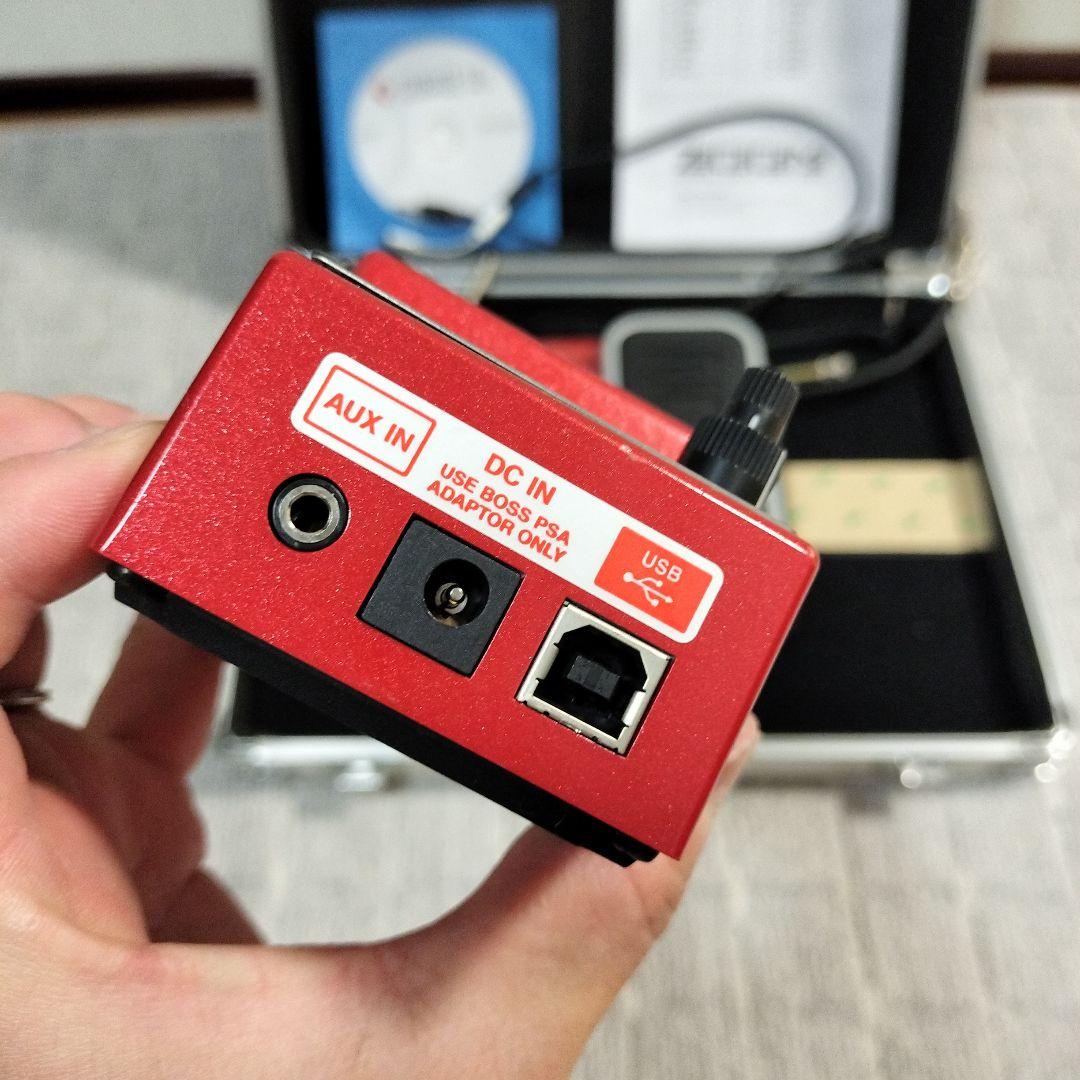 AUX IN
DC IN
USE BOSS PSA
ADAPTOR ONLY
USB
ZOOM